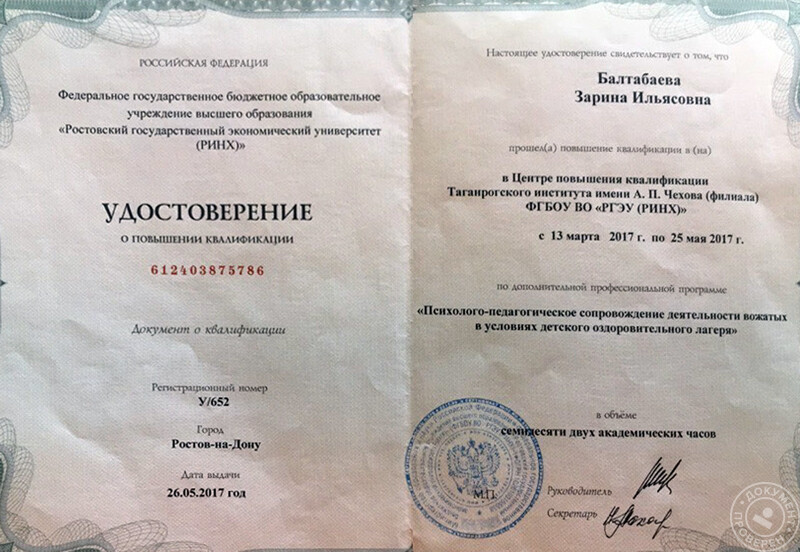 РОССИЙСКАЯ ФЕДЕРАЦИЯ
Федеральное государственное бюджетное образовательное
учреждение высшего образования
«Ростовский государственный экономический университет
(РИНХ)»
УДОСТОВЕРЕНИЕ
О ПОВЫШЕНИИ КВАЛИФИКАЦИИ
612403875786
Документ о квалификации
Регистрационный номер
У/652
Город
Ростов-на-Дону
Дата выдачи
26.05.2017 год
Настоящее удостоверение свидетельствует о том, что
Балтабаева
Зарина Ильясовна
прошел(а) повышение квалификации в (на)
в Центре повышения квалификации
Таганрогского института имени А. П. Чехова (филиала)
ФГБОУ ВО «РГЭУ (РИНХ)»
с 13 марта 2017 г. по 25 мая 2017 г.
по дополнительной профессиональной программе
«Психолого-педагогическое сопровождение деятельности вожатых
в условиях детского оздоровительного лагеря»
в объёме
семидесяти двух академических часов
М.П.
Руководитель
Секретарь
ДОКУМЕНТ ПРОВЕРЕН